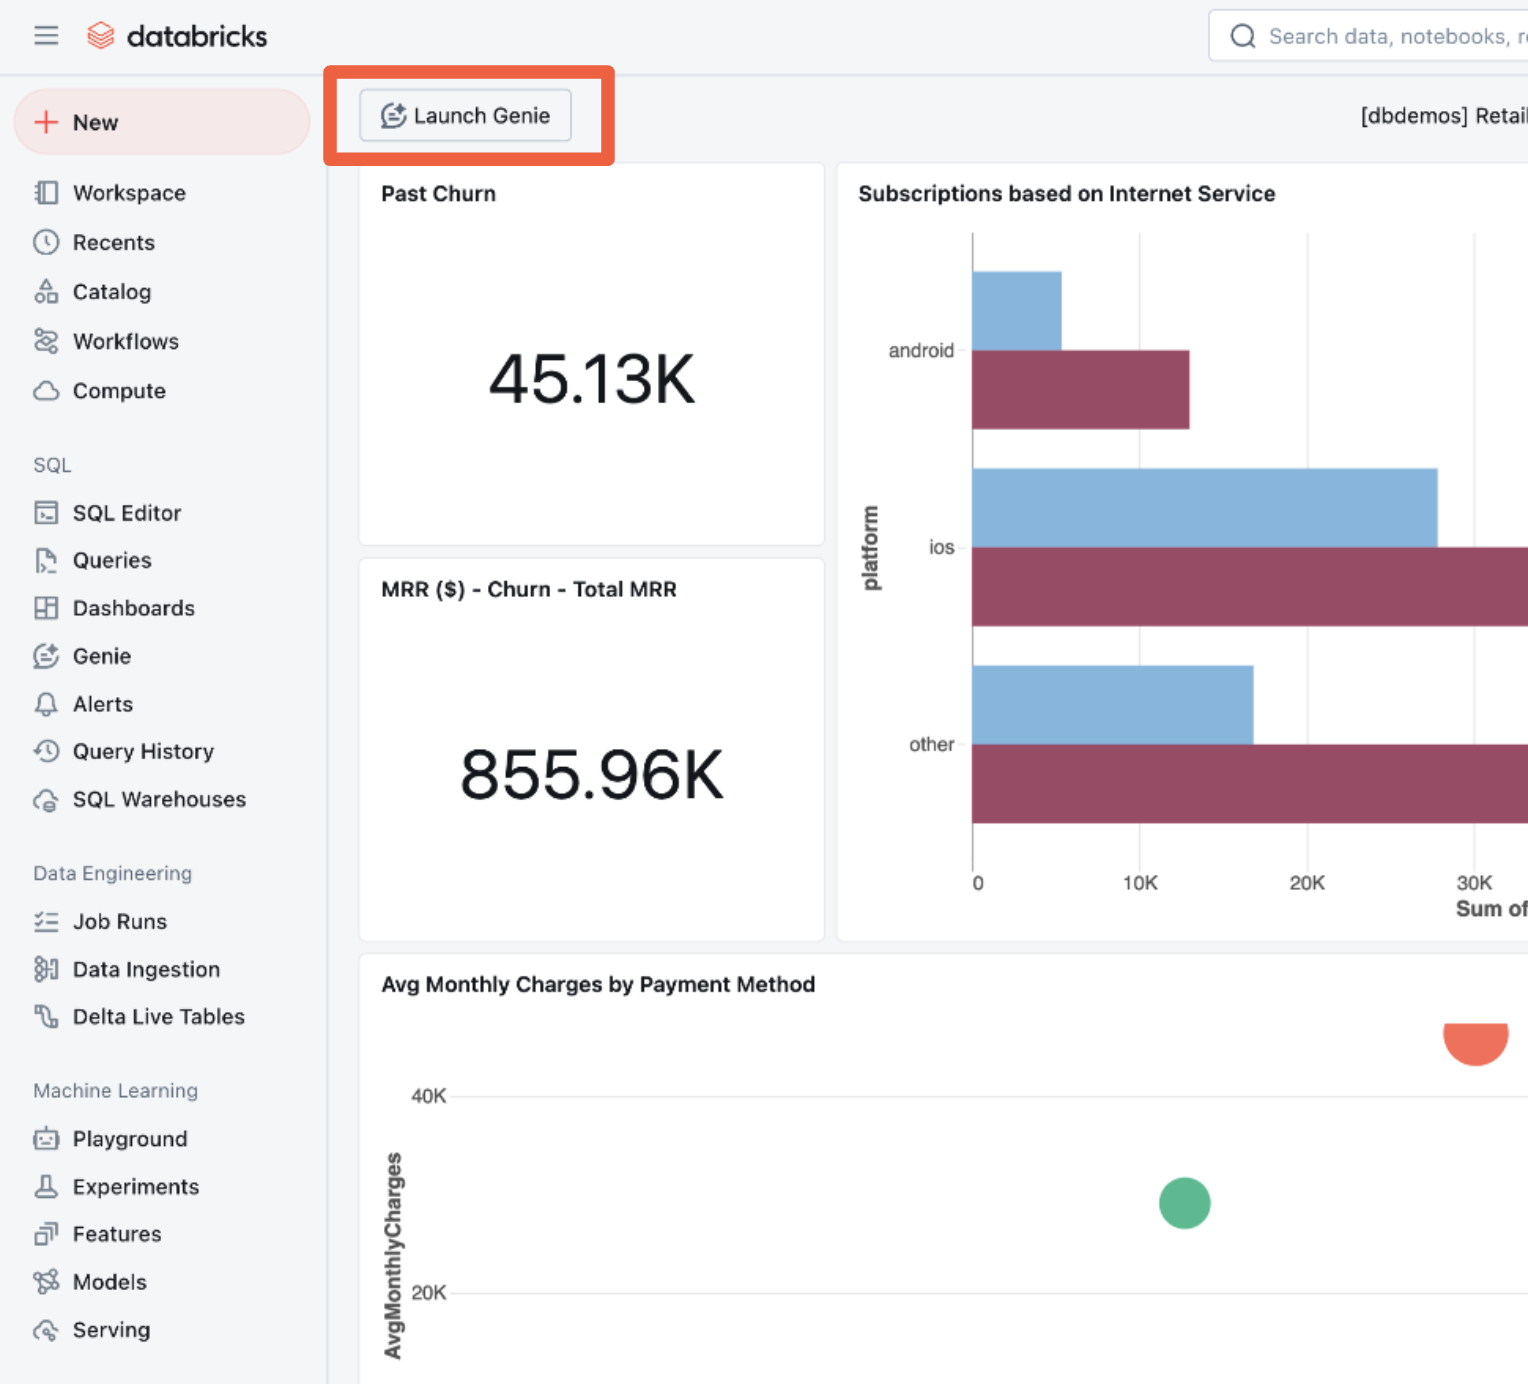 databricks
Search data, notebooks, re
New
Launch Genie
[dbdemos] Retail
Workspace
Recents
Catalog
Workflows
Compute
SQL
SQL Editor
Queries
Dashboards
Genie
Alerts
Query History
SQL Warehouses
Data Engineering
Job Runs
Data Ingestion
Delta Live Tables
Machine Learning
Playground
Experiments
Features
Models
Serving
Past Churn
45.13K
MRR ($) - Churn - Total MRR
855.96K
Subscriptions based on Internet Service
platform
android
ios
other
0
10K
20K
30K
Sum of
Avg Monthly Charges by Payment Method
AvgMonthlyCharges
40K
20K